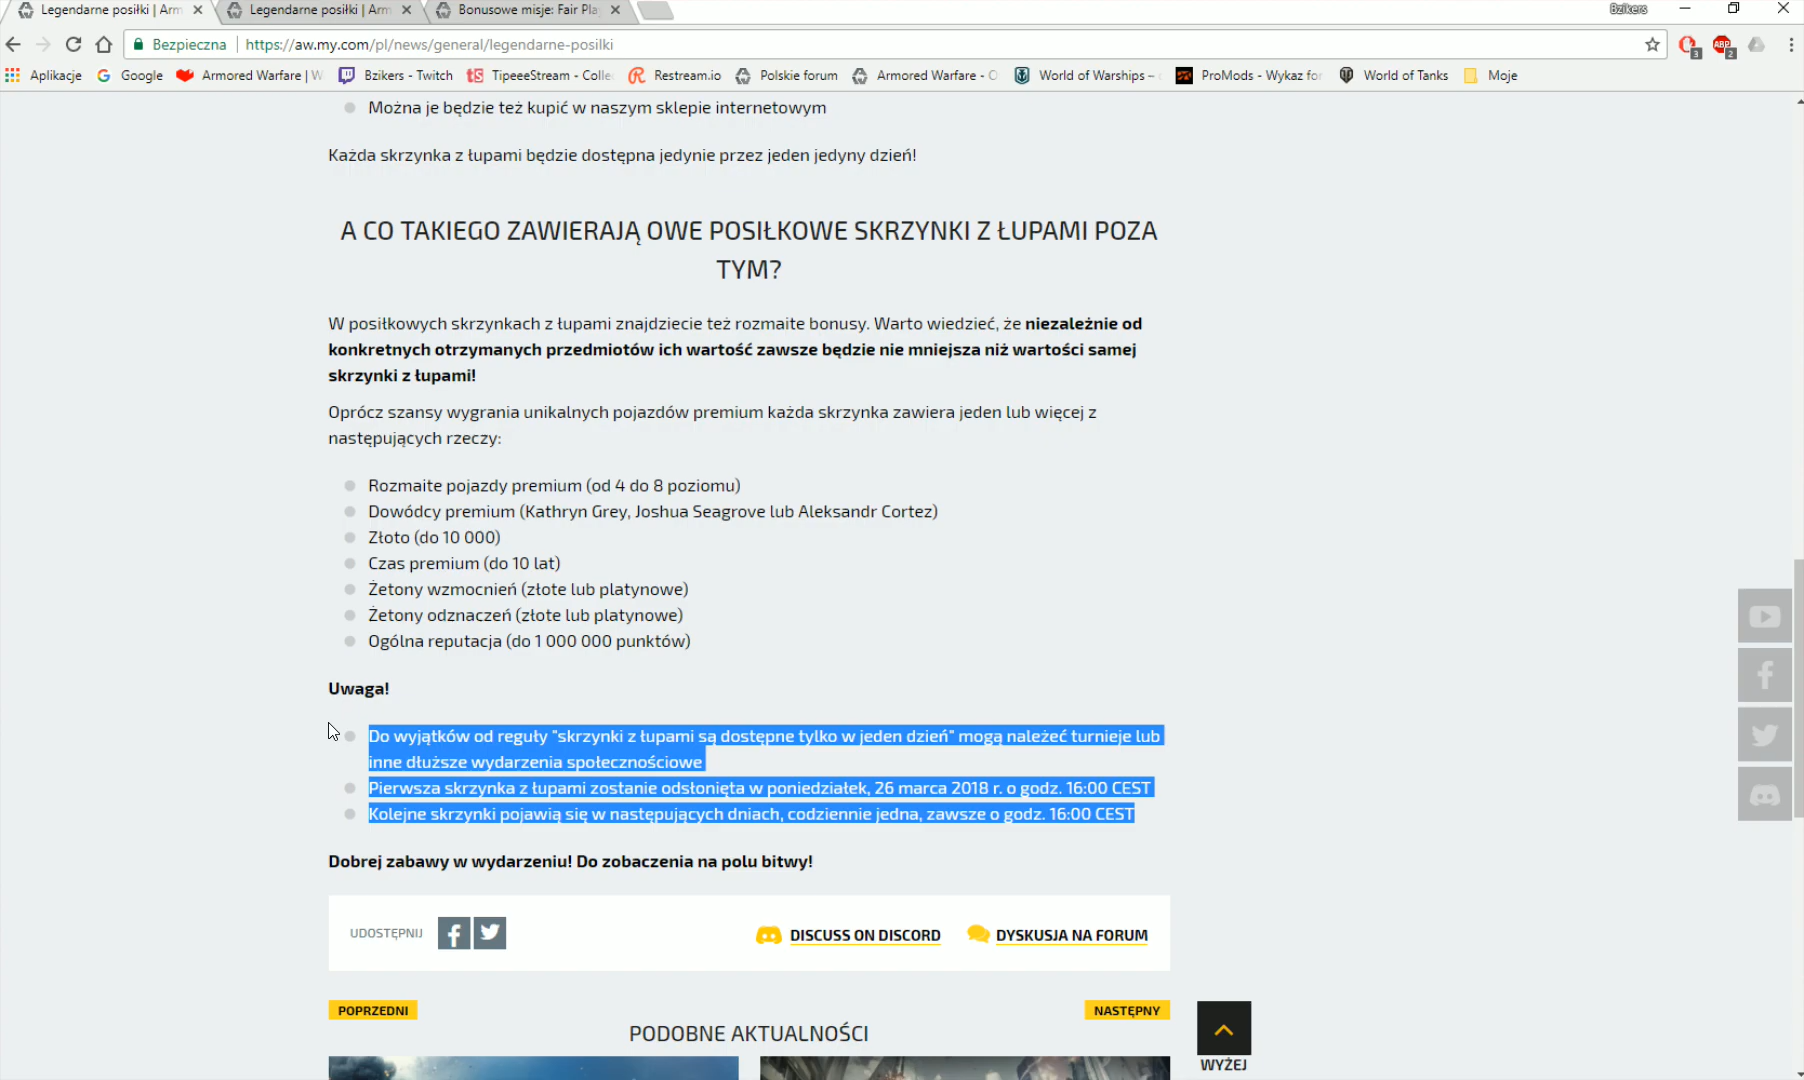 Legendarne posiłki | Arm
Legendarne posiłki | Arm
Bonusowe misje: Fair Pla
Bzikers
Bezpieczna
https://aw.my.com/pl/news/general/legendarne-posilki
3
ABP
2
Aplikacje
Google
Armored Warfare | W
Bzikers - Twitch
TipeeeStream - Colle
Restream.io
Polskie forum
Armored Warfare - O
World of Warships –
ProMods - Wykaz for
World of Tanks
Moje
Można je będzie też kupić w naszym sklepie internetowym
Każda skrzynka z łupami będzie dostępna jedynie przez jeden jedyny dzień!
A CO TAKIEGO ZAWIERAJĄ OWE POSIŁKOWE SKRZYNKI Z ŁUPAMI POZA
TYM?
W posiłkowych skrzynkach z łupami znajdziecie też rozmaite bonusy. Warto wiedzieć, że niezależnie od
konkretnych otrzymanych przedmiotów ich wartość zawsze będzie nie mniejsza niż wartości samej
skrzynki z łupami!
Oprócz szansy wygrania unikalnych pojazdów premium każda skrzynka zawiera jeden lub więcej z
następujących rzeczy:
Rozmaite pojazdy premium (od 4 do 8 poziomu)
Dowódcy premium (Kathryn Grey, Joshua Seagrove lub Aleksandr Cortez)
Złoto (do 10 000)
Czas premium (do 10 lat)
Żetony wzmocnień (złote lub platynowe)
Żetony odznaczeń (złote lub platynowe)
Ogólna reputacja (do 1 000 000 punktów)
Uwaga!
Do wyjątków od reguły "skrzynki z łupami są dostępne tylko w jeden dzień" mogą należeć turnieje lub
inne dłuższe wydarzenia społecznościowe
Pierwsza skrzynka z łupami zostanie odsłonięta w poniedziałek, 26 marca 2018 r. o godz. 16:00 CEST
Kolejne skrzynki pojawią się w następujących dniach, codziennie jedna, zawsze o godz. 16:00 CEST
Dobrej zabawy w wydarzeniu! Do zobaczenia na polu bitwy!
UDOSTĘPNIJ
DISCUSS ON DISCORD
DYSKUSJA NA FORUM
POPRZEDNI
NASTĘPNY
PODOBNE AKTUALNOŚCI
WYŻEJ